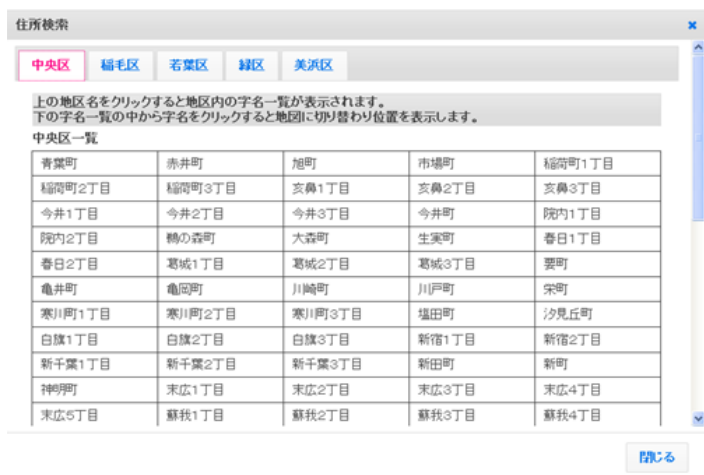 住所検索
×
中央区 稲毛区 若葉区 緑区 美浜区
上の地区名をクリックすると地区内の字名一覧が表示されます。
下の字名一覧の中から字名をクリックすると地図に切り替わり位置を表示します。
中央区一覧
青葉町 赤井町 旭町 市場町 稲荷町1丁目
稲荷町2丁目 稲荷町3丁目 亥鼻1丁目 亥鼻2丁目 亥鼻3丁目
今井1丁目 今井2丁目 今井3丁目 今井町 院内1丁目
院内2丁目 鵜の森町 大森町 生実町 春日1丁目
春日2丁目 葛城1丁目 葛城2丁目 葛城3丁目 要町
亀井町 亀岡町 川崎町 川戸町 栄町
寒川町1丁目 寒川町2丁目 寒川町3丁目 塩田町 汐見丘町
白旗1丁目 白旗2丁目 白旗3丁目 新宿1丁目 新宿2丁目
新千葉1丁目 新千葉2丁目 新千葉3丁目 新田町 新町
神明町 末広1丁目 末広2丁目 末広3丁目 末広4丁目
末広5丁目 蘇我1丁目 蘇我2丁目 蘇我3丁目 蘇我4丁目
閉じる